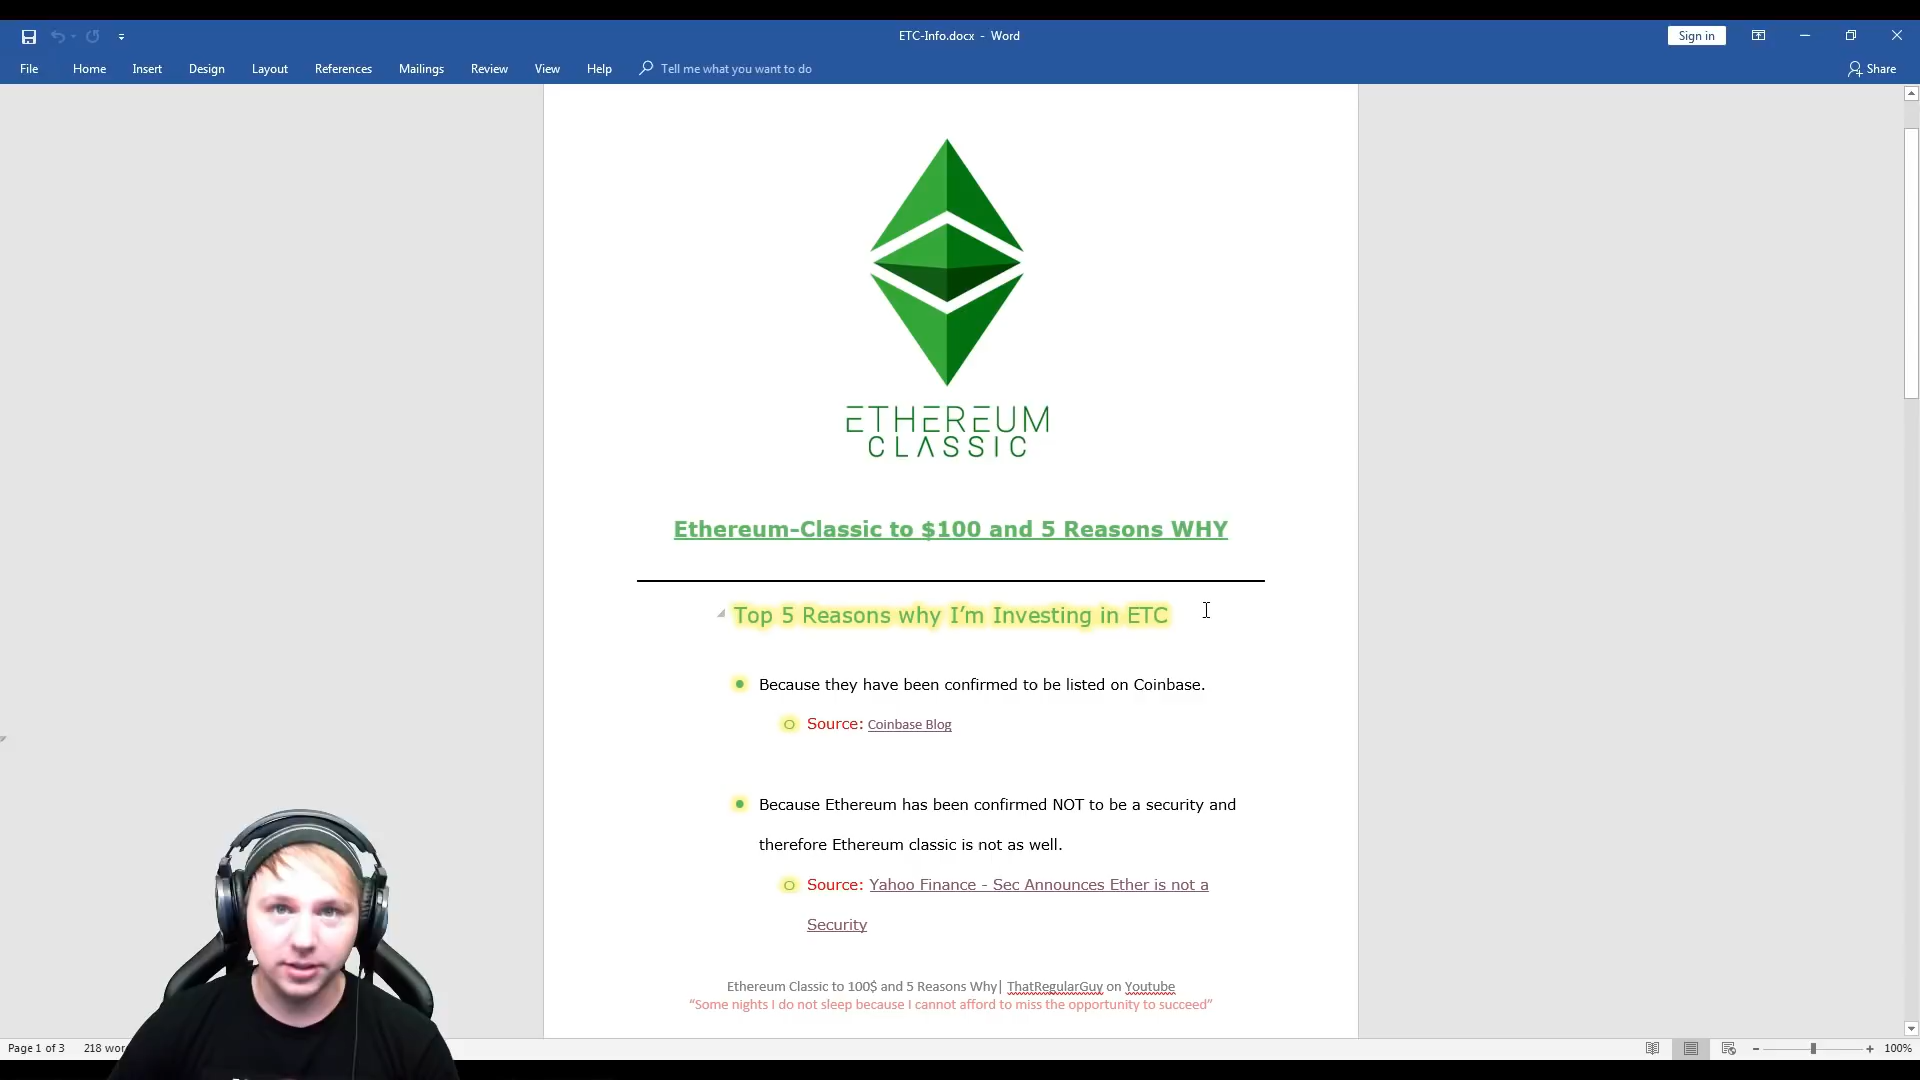 ETC-Info.docx - Word
Sign in
File Home Insert Design Layout References Mailings Review View Help Tell me what you want to do Share
ETHEREUM
CLASSIC
Ethereum-Classic to $100 and 5 Reasons WHY
Top 5 Reasons why I'm Investing in ETC
Because they have been confirmed to be listed on Coinbase.
Source: Coinbase Blog
Because Ethereum has been confirmed NOT to be a security and
therefore Ethereum classic is not as well.
Source: Yahoo Finance - Sec Announces Ether is not a
Security
Ethereum Classic to 100$ and 5 Reasons Why| ThatRegularGuy on Youtube
“Some nights I do not sleep because I cannot afford to miss the opportunity to succeed”
Page 1 of 3 218 wor 100%